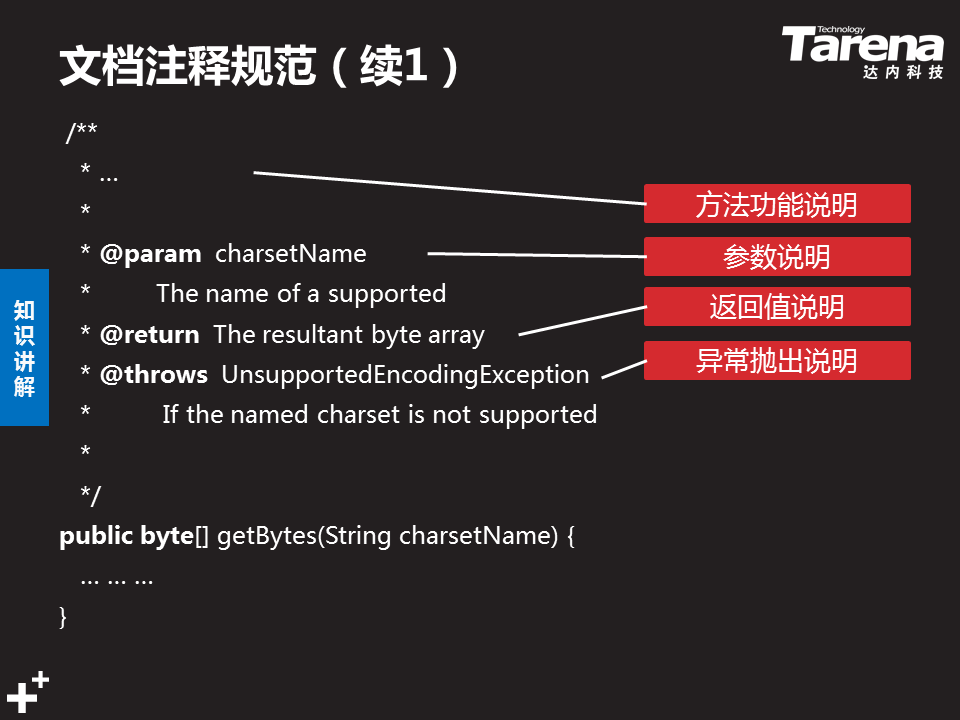 文档注释规范（续1）
Technology
Tarena
达内科技
/**
* …
*
* @param charsetName
* The name of a supported
* @return The resultant byte array
* @throws UnsupportedEncodingException
* If the named charset is not supported
*
*/
public byte[] getBytes(String charsetName) {
… … …
}
方法功能说明
参数说明
返回值说明
异常抛出说明
知识讲解